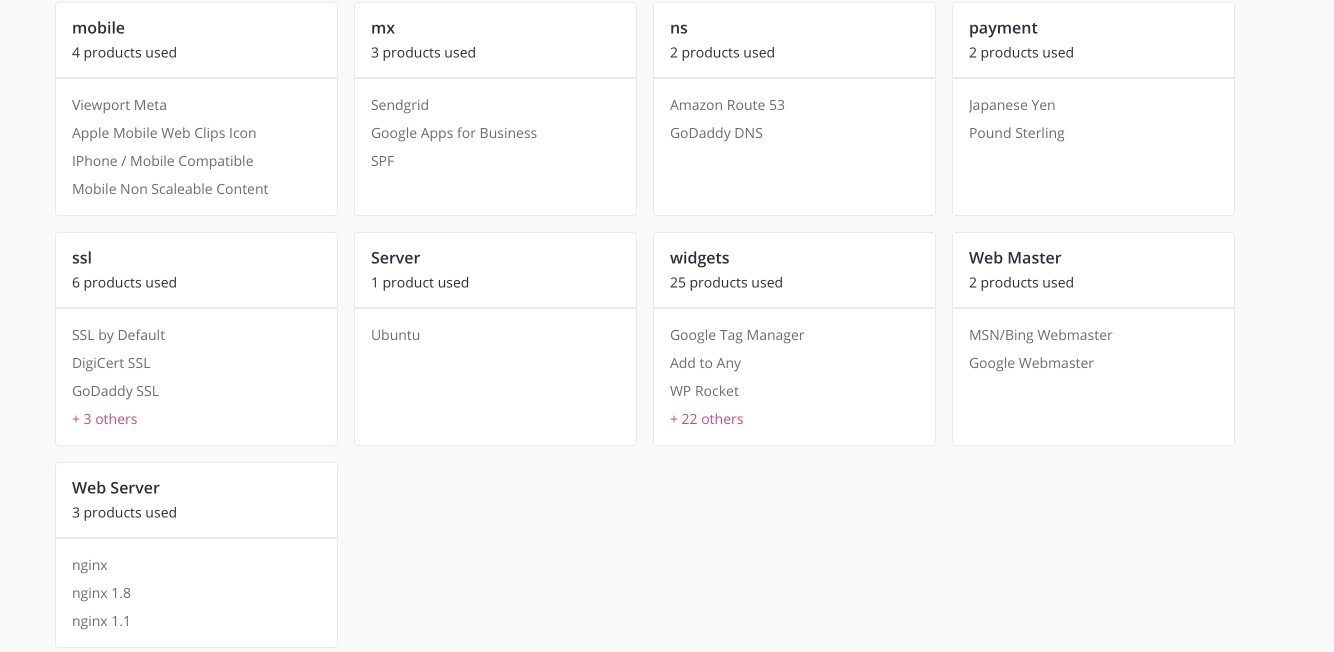 mobile
4 products used
Viewport Meta
Apple Mobile Web Clips Icon
IPhone / Mobile Compatible
Mobile Non Scaleable Content
mx
3 products used
Sendgrid
Google Apps for Business
SPF
ns
2 products used
Amazon Route 53
GoDaddy DNS
payment
2 products used
Japanese Yen
Pound Sterling
ssl
6 products used
SSL by Default
DigiCert SSL
GoDaddy SSL
+ 3 others
Server
1 product used
Ubuntu
widgets
25 products used
Google Tag Manager
Add to Any
WP Rocket
+ 22 others
Web Master
2 products used
MSN/Bing Webmaster
Google Webmaster
Web Server
3 products used
nginx
nginx 1.8
nginx 1.1